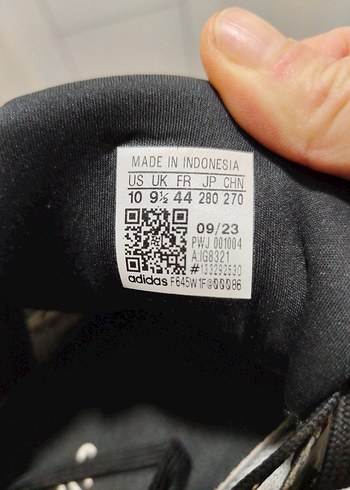 MADE IN INDONESIA
US UK FR JP CHN
10 9½ 44 280 270
09/23
PWJ 001004
A:IG8321
#133292530
adidas F645W1F@00086